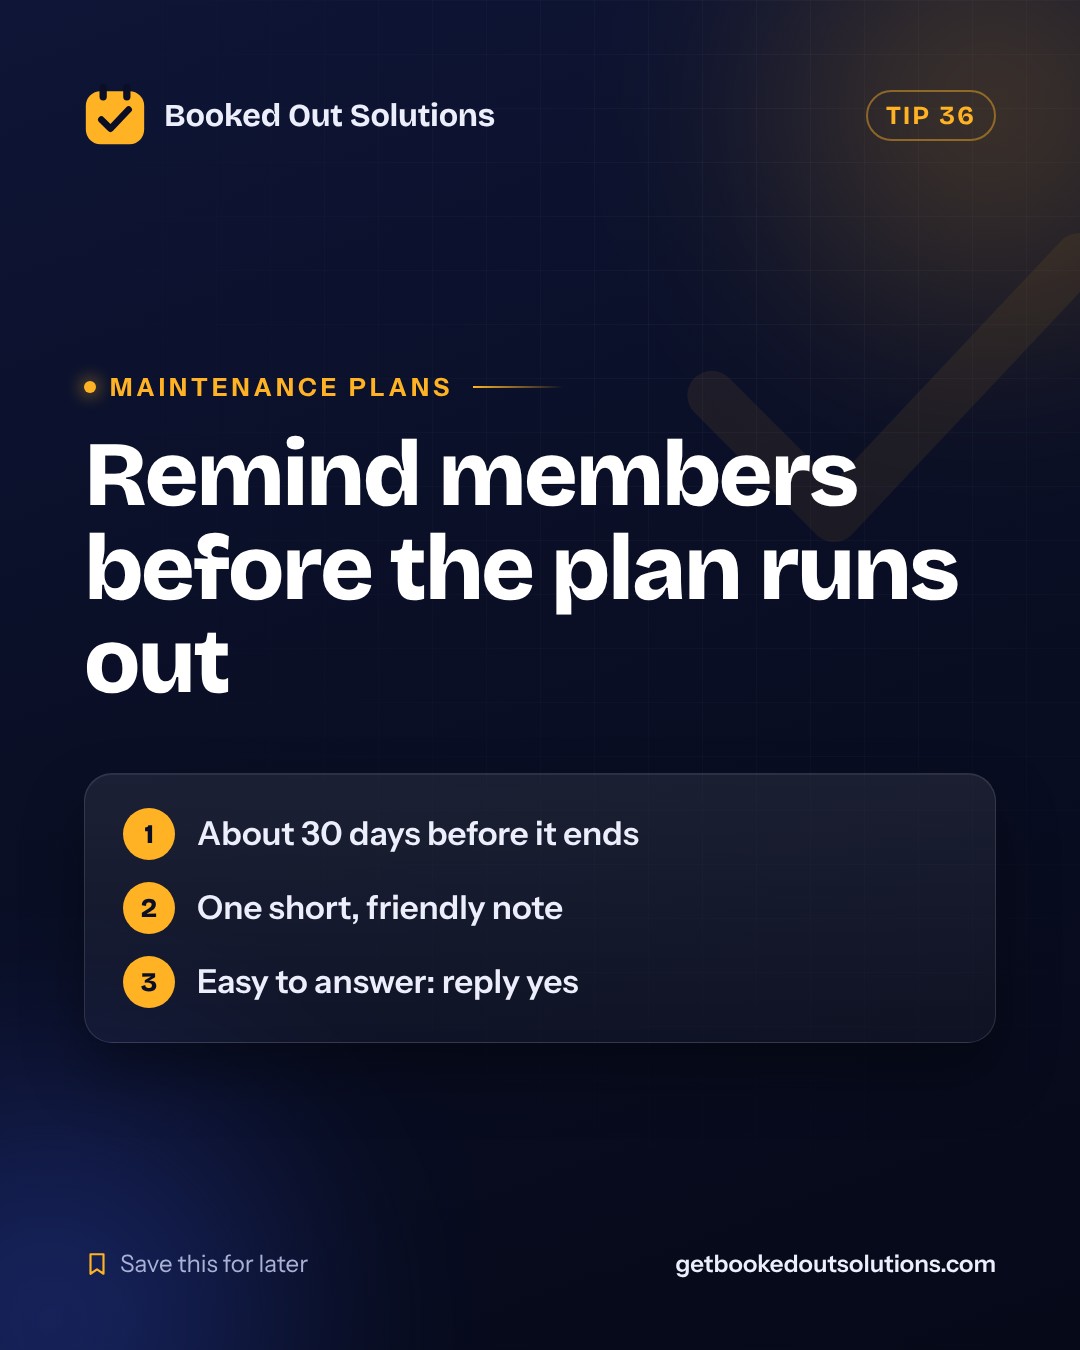 Booked Out Solutions
TIP 36
MAINTENANCE PLANS
Remind members
before the plan runs
out
1 About 30 days before it ends
2 One short, friendly note
3 Easy to answer: reply yes
Save this for later
getbookedoutsolutions.com